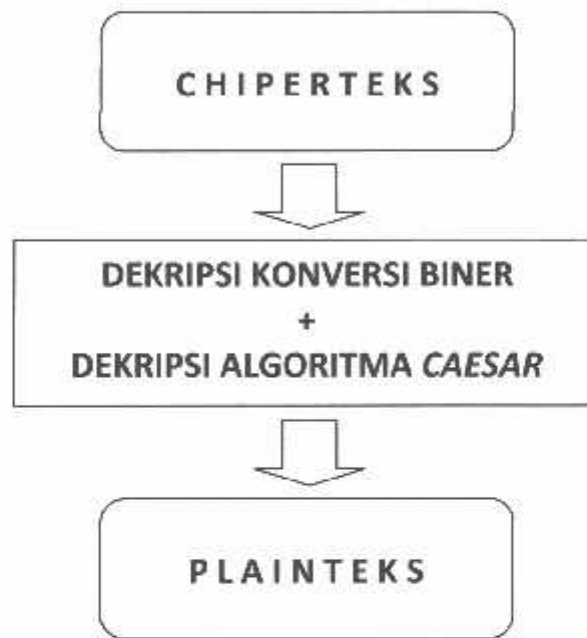 CHIPERTEKS
DEKRIPSI KONVERSI BINER
+
DEKRIPSI ALGORITMA CAESAR
PLAINTEKS